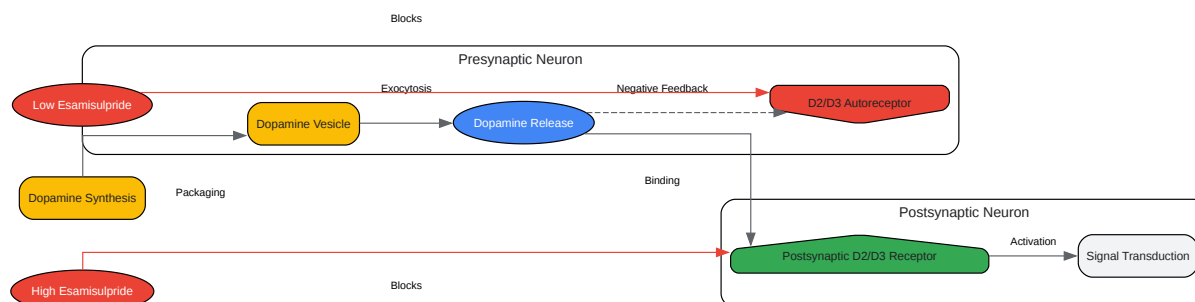 Blocks
Presynaptic Neuron
Low Esamisulpride
Exocytosis
Negative Feedback
D2/D3 Autoreceptor
Dopamine Vesicle
Dopamine Release
Dopamine Synthesis
Packaging
Binding
Postsynaptic Neuron
Postsynaptic D2/D3 Receptor
Activation
Signal Transduction
High Esamisulpride
Blocks